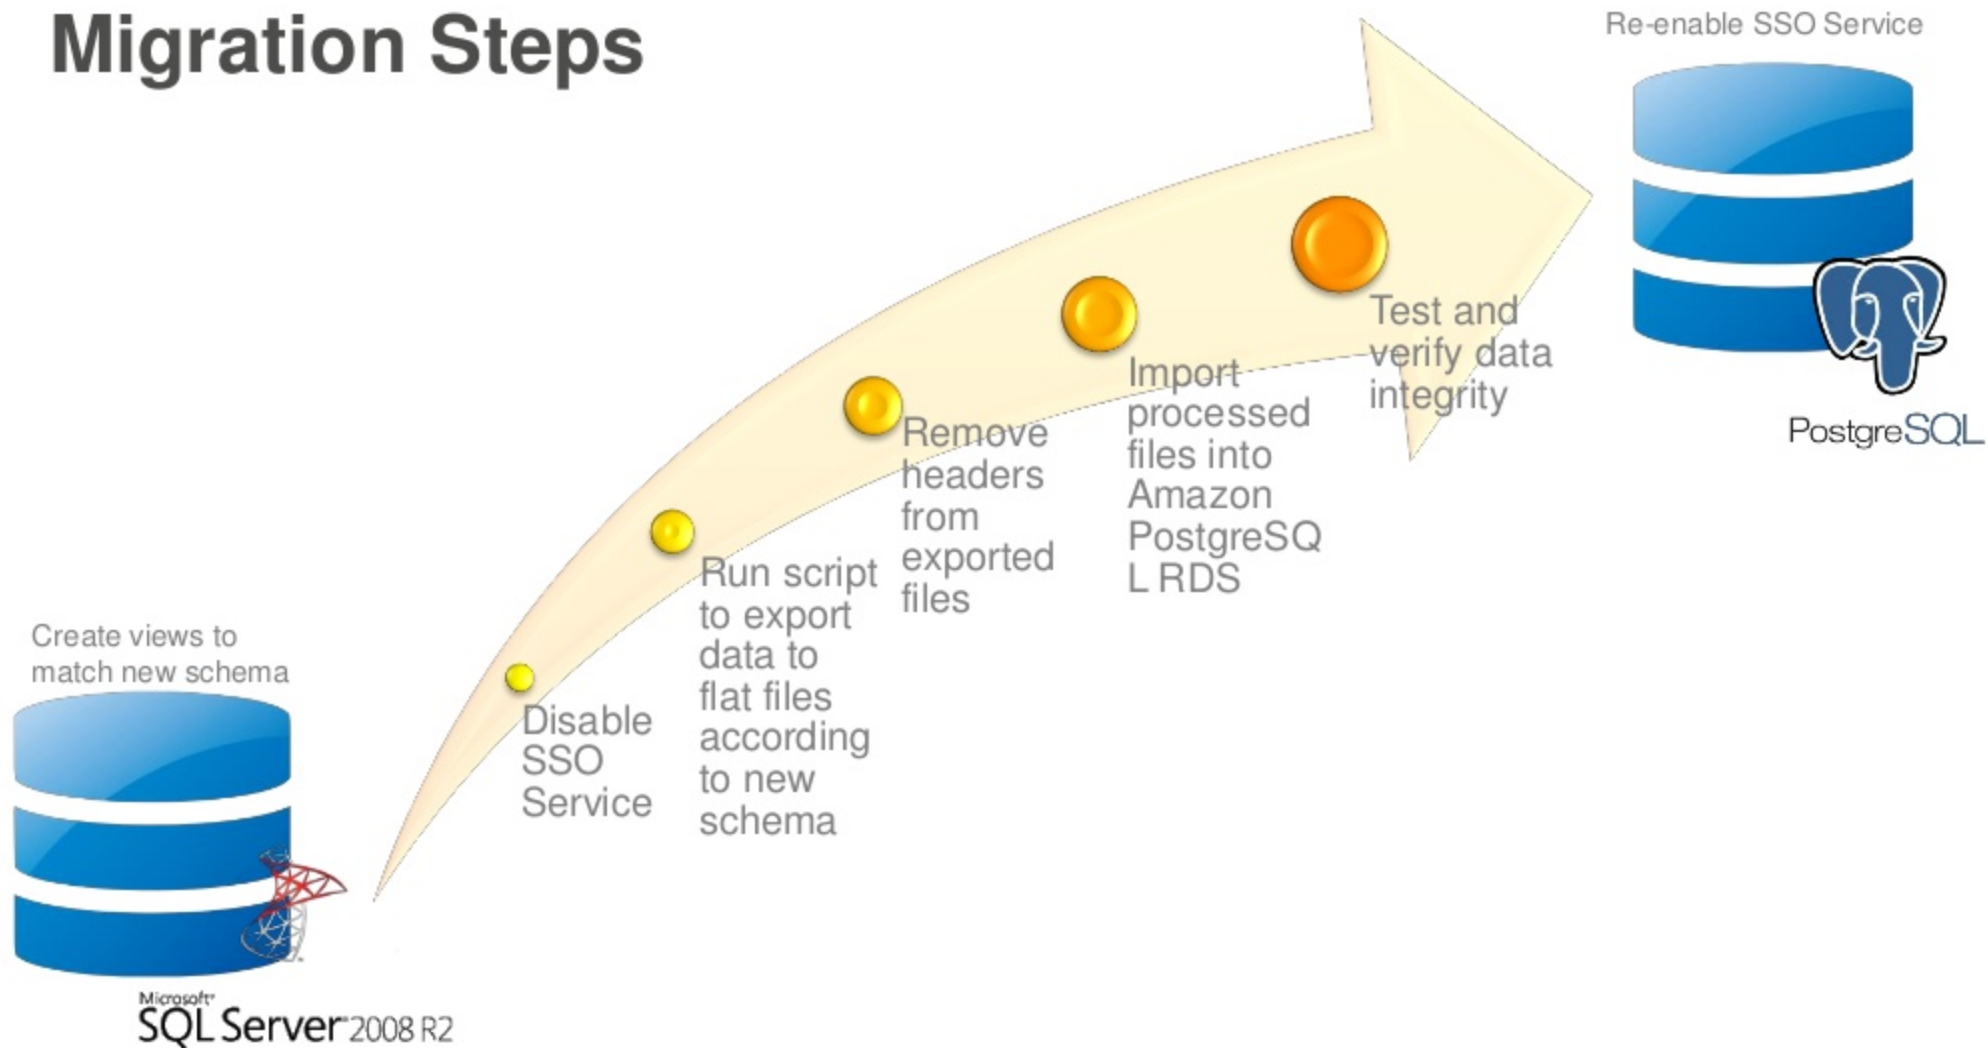 Migration Steps
Re-enable SSO Service
PostgreSQL
Test and
verify data
integrity
Import
processed
files into
Amazon
PostgreSQ
L RDS
Remove
headers
from
exported
files
Run script
to export
data to
flat files
according
to new
schema
Disable
SSO
Service
Create views to
match new schema
Microsoft®
SQL Server® 2008 R2